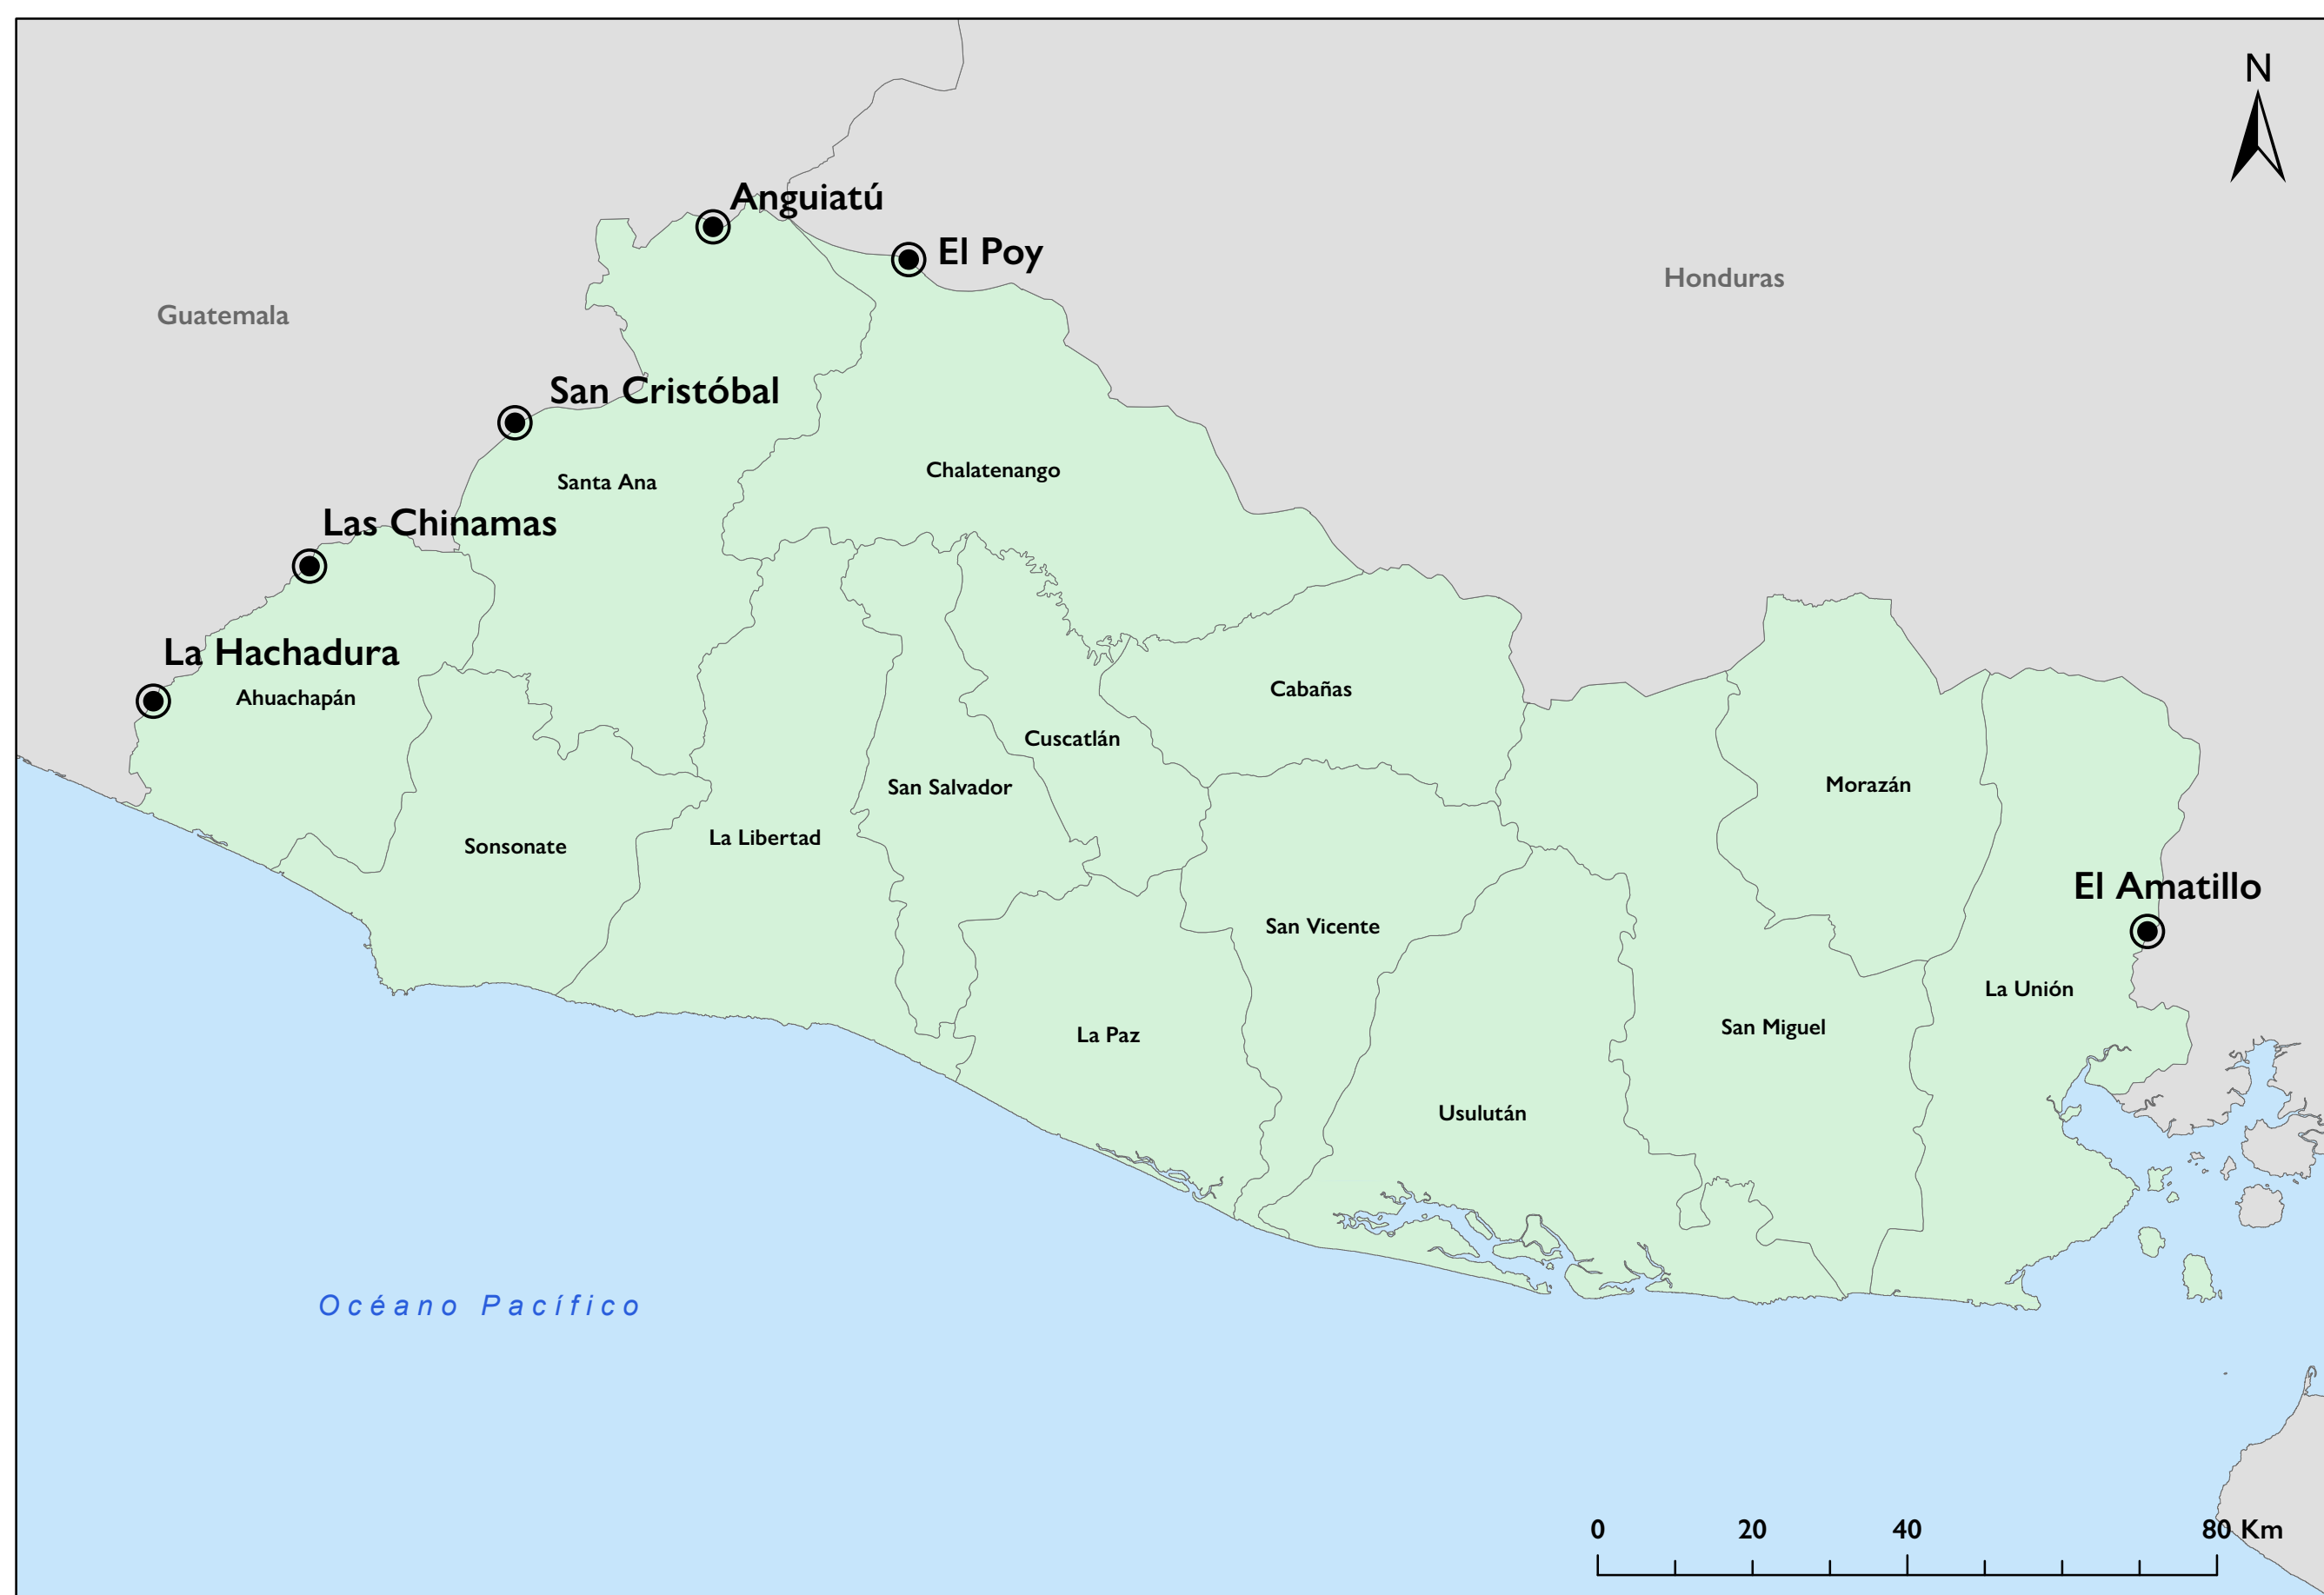 N
Anguiatú
El Poy
Honduras
Guatemala
San Cristóbal
Chalatenango
Santa Ana
Las Chinamas
La Hachadura
Ahuachapán
Cabañas
Cuscatlán
Morazán
San Salvador
La Libertad
Sonsonate
El Amatillo
San Vicente
La Unión
San Miguel
La Paz
Usulután
Océano Pacífico
0 20 40 80 Km